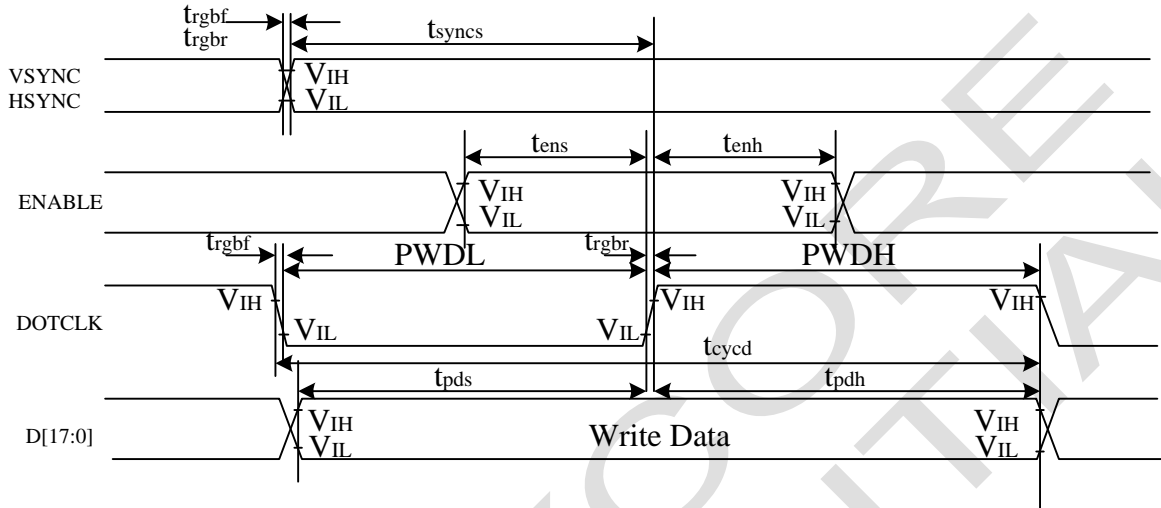 trgbf
trgbr
tsyncs
VSYNC
HSYNC
VIH
VIL
tens
tenh
ENABLE
VIH
VIL
VIH
VIL
trgbf
PWDL
trgbr
PWDH
DOTCLK
VIH
VIL
VIL
VIH
VIH
tcycd
tpds
tpdh
D[17:0]
VIH
VIL
Write Data
VIH
VIL